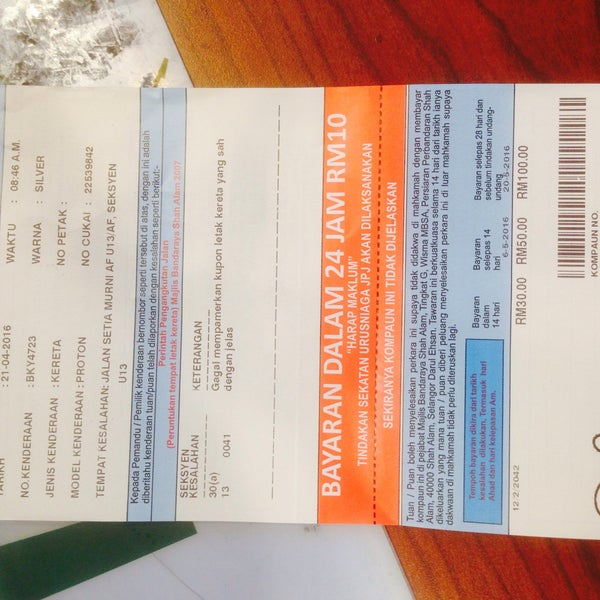 TARIKH : 21-04-2016 WAKTU : 08:46 A.M.
NO.KENDERAAN : BKY4723 WARNA : SILVER
JENIS KENDERAAN : KERETA NO PETAK :
MODEL KENDERAAN : PROTON NO CUKAI : 22539842
TEMPAT KESALAHAN: JALAN SETIA MURNI AF U13/AF, SEKSYEN
U13
Kepada Pemandu / Pemilik kenderaan bernombor seperti tersebut di atas, dengan ini adalah
diberitahu kenderaan tuan/puan telah dilaporkan dengan kesalahan seperti berikut:-
Perintah Pengangkutan Jalan
(Peruntukan tempat letak kereta) Majlis Bandaraya Shah Alam 2007
SEKSYEN
KESALAHAN KETERANGAN
30(a) Gagal mempamerkan kupon letak kereta yang sah
13 0041 dengan jelas
BAYARAN DALAM 24 JAM RM10
"HARAP MAKLUM"
TINDAKAN SEKATAN URUSNIAGA JPJ AKAN DILAKSANAKAN
SEKIRANYA KOMPAUN INI TIDAK DIJELASKAN
Tuan / Puan boleh menyelesaikan perkara ini supaya tidak didakwa di mahkamah dengan membayar
kompaun ini di pejabat Majlis Bandaraya Shah Alam, Tingkat G, Wisma MBSA, Persiaran Perbandaran Shah
Alam, 40000 Shah Alam, Selangor Darul Ehsan. Tawaran ini berkuatkuasa selama 14 hari dari tarikh ianya
dikeluarkan yang mana tuan / puan diberi peluang menyelesaikan perkara ini di luar mahkamah supaya
dakwaan di mahkamah tidak perlu diteruskan lagi.
Tempoh bayaran dikira dari tarikh
kesalahan dilakukan, Termasuk hari
Ahad dan hari kelepasan Am.
Bayaran
dalam
14 hari
Bayaran
selepas 14
hari
6-5-2016
Bayaran selepas 28 hari dan
sebelum tindakan undang-
undang
20-5-2016
12:2/2042 RM30.00 RM50.00 RM100.00
KOMPAUN NO.